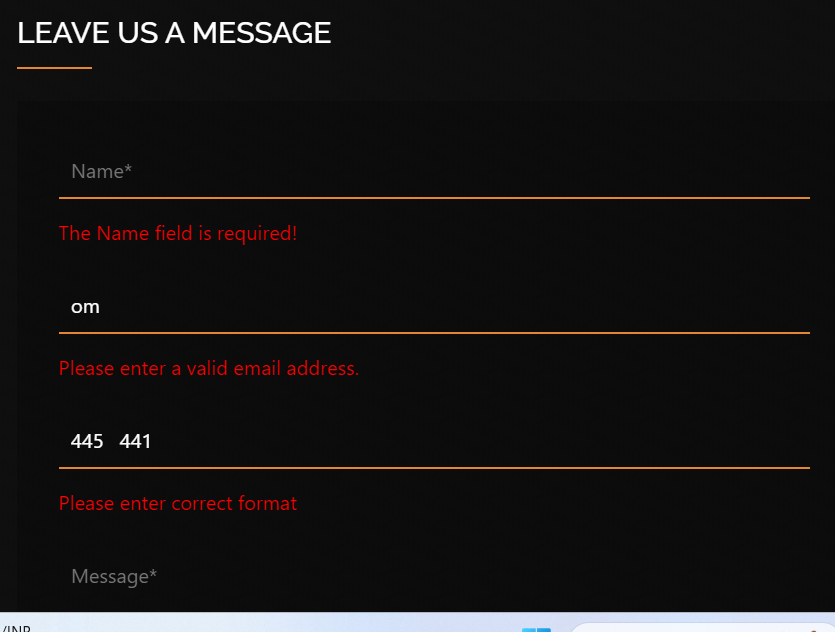 LEAVE US A MESSAGE
Name*
The Name field is required!
om
Please enter a valid email address.
445 441
Please enter correct format
Message*
/INR